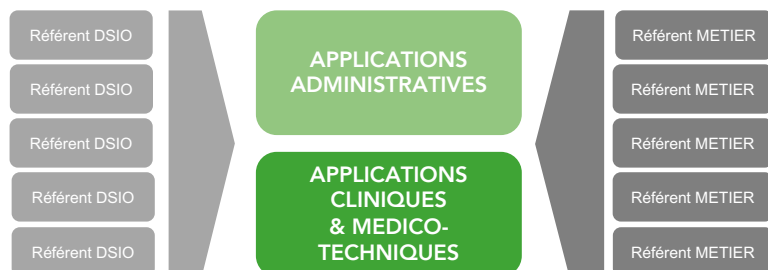 Référent DSIO
Référent DSIO
Référent DSIO
Référent DSIO
Référent DSIO
APPLICATIONS
ADMINISTRATIVES
APPLICATIONS
CLINIQUES
& MEDICO-
TECHNIQUES
Référent METIER
Référent METIER
Référent METIER
Référent METIER
Référent METIER